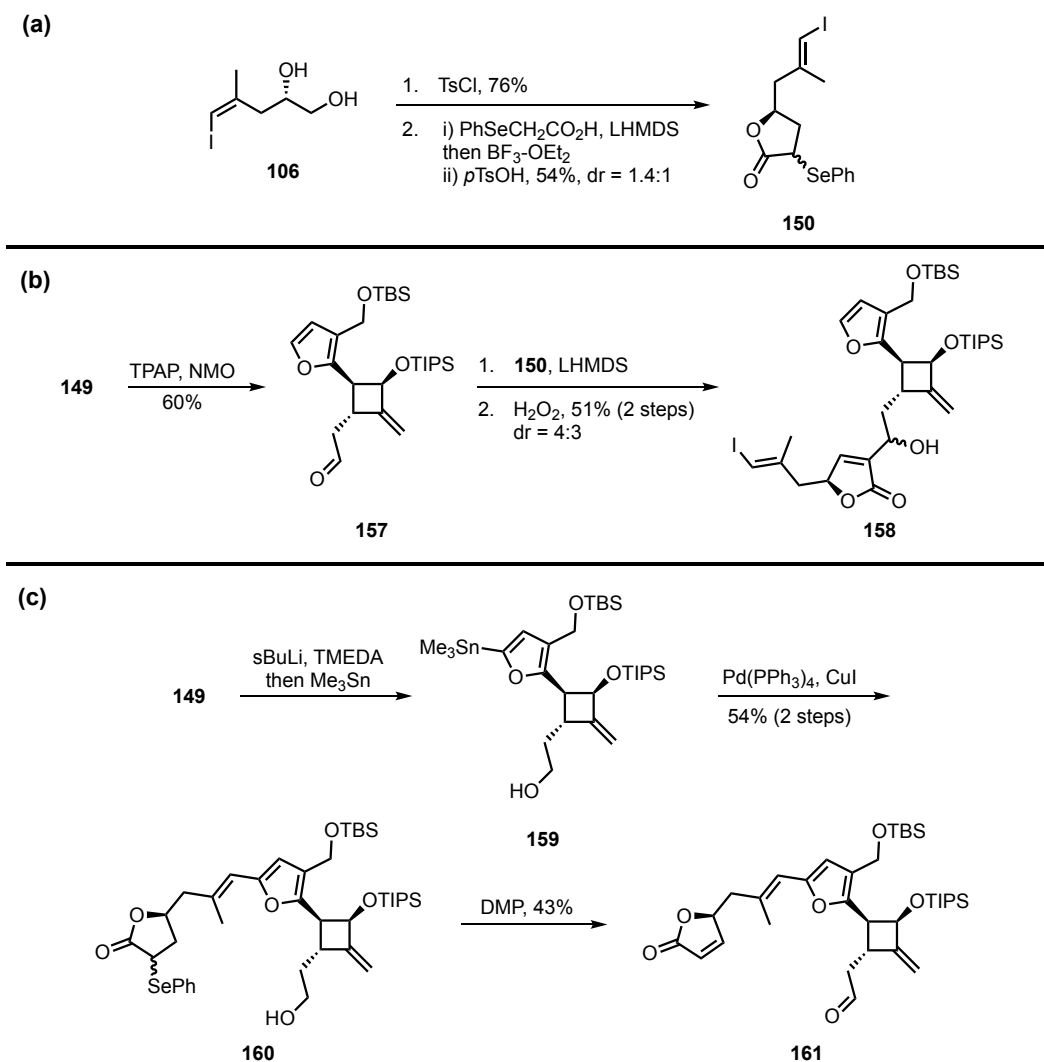 (a)
I
OH
OH
I
106
1. TsCl, 76%
2. i) PhSeCH₂CO₂H, LHMDS
then BF₃-OEt₂
ii) pTsOH, 54%, dr = 1.4:1
O
O
SePh
150
(b)
149
TPAP, NMO
60%
OTBS
O
OTIPS
O
157
1. 150, LHMDS
2. H₂O₂, 51% (2 steps)
dr = 4:3
OTBS
O
OTIPS
I
OH
O
O
158
(c)
149
sBuLi, TMEDA
then Me₃Sn
OTBS
Me₃Sn
O
OTIPS
HO
159
Pd(PPh₃)₄, CuI
54% (2 steps)
OTBS
O
OTIPS
O
O
SePh
HO
160
DMP, 43%
OTBS
O
OTIPS
O
O
O
161